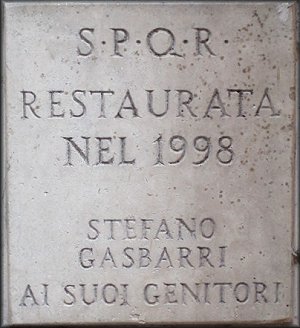 S·P·Q·R·
RESTAURATA
NEL 1998
STEFANO
GASBARRI
AI SUOI GENITORI